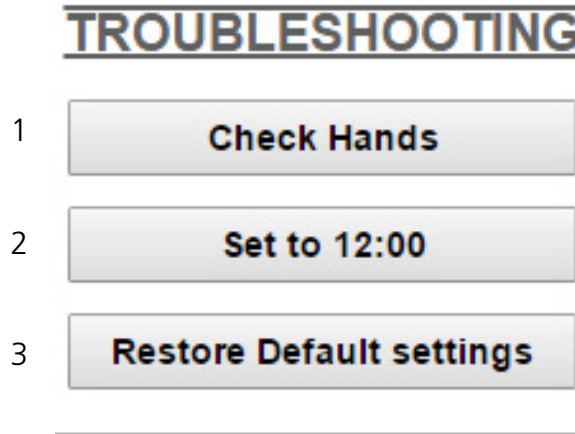 TROUBLESHOOTING
1 Check Hands
2 Set to 12:00
3 Restore Default settings